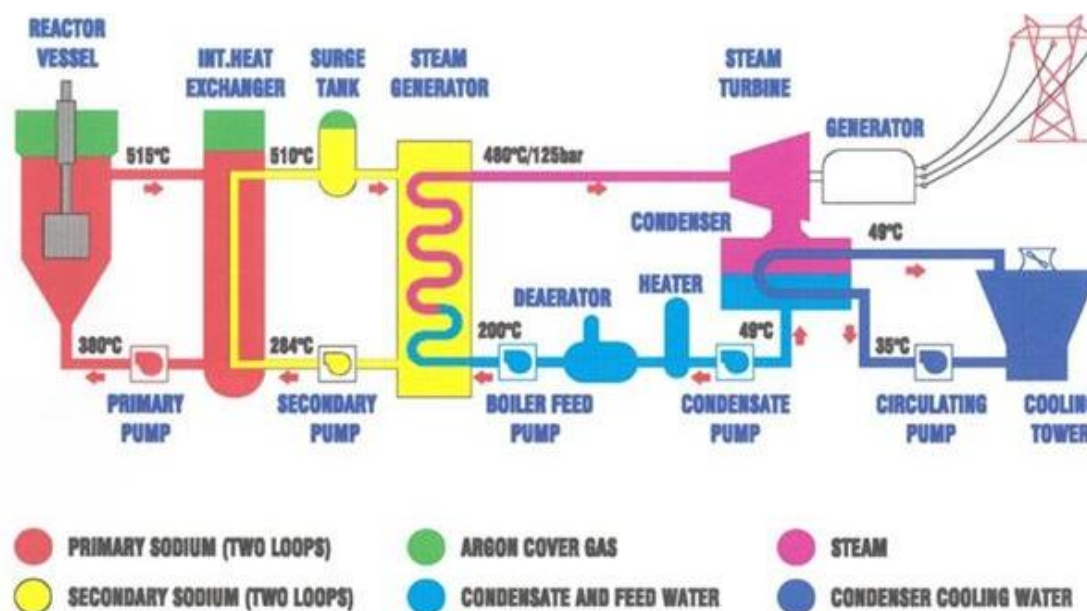 REACTOR
VESSEL
INT.HEAT
EXCHANGER
SURGE
TANK
STEAM
GENERATOR
STEAM
TURBINE
GENERATOR
515°C
510°C
480°C/125bar
CONDENSER
49°C
DEAERATOR
HEATER
380°C
284°C
200°C
49°C
35°C
PRIMARY
PUMP
SECONDARY
PUMP
BOILER FEED
PUMP
CONDENSATE
PUMP
CIRCULATING
PUMP
COOLIN
TOWER
PRIMARY SODIUM (TWO LOOPS)
ARGON COVER GAS
STEAM
SECONDARY SODIUM (TWO LOOPS)
CONDENSATE AND FEED WATER
CONDENSER COOLING WATER